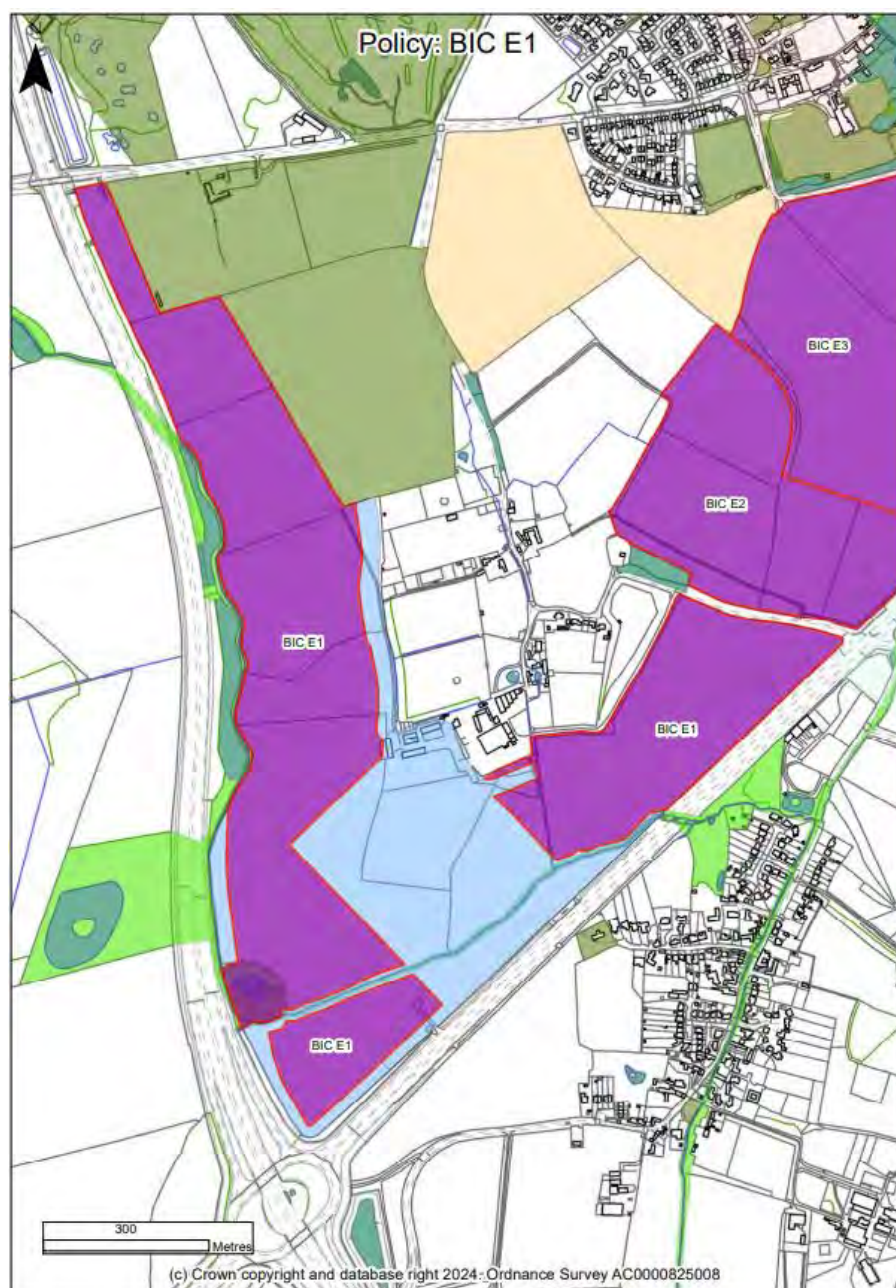 Policy: BIC E1
BIC E3
BIC E2
BIC E1
BIC E1
BIC E1
300
Metres
(c) Crown copyright and database right 2024. Ordnance Survey AC0000825008